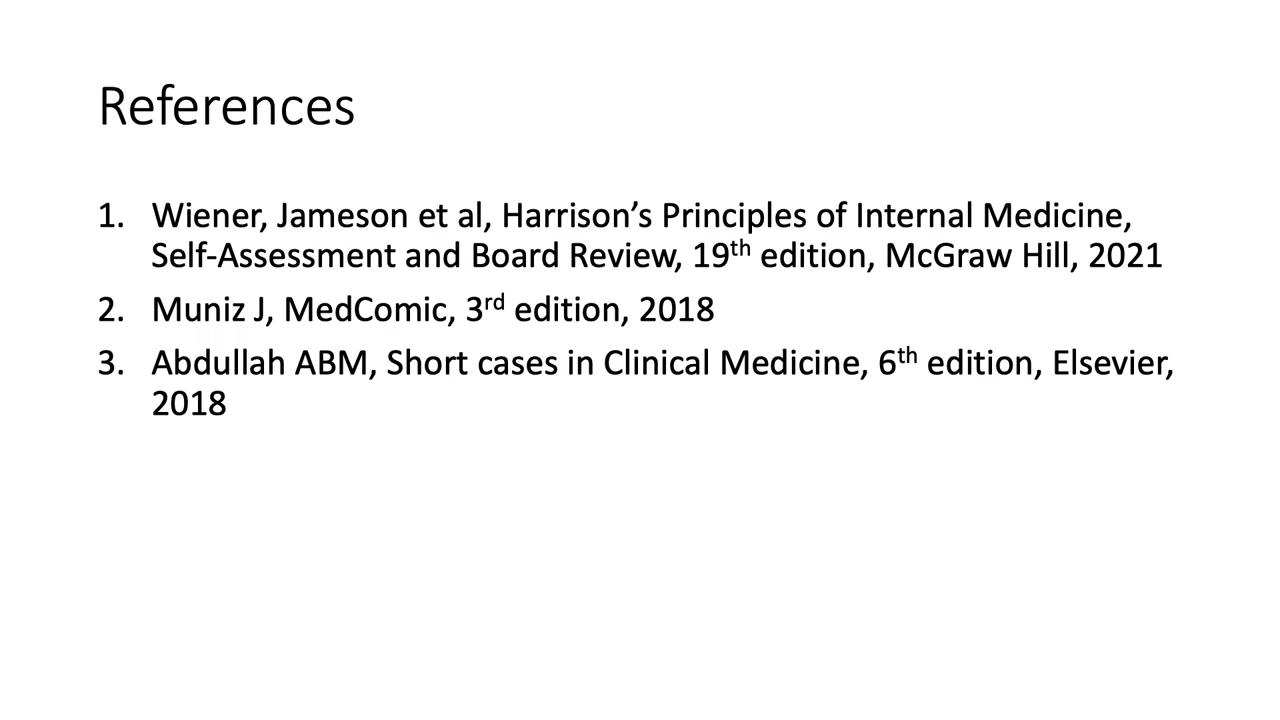 References
1. Wiener, Jameson et al, Harrison’s Principles of Internal Medicine,
Self-Assessment and Board Review, 19th edition, McGraw Hill, 2021
2. Muniz J, MedComic, 3rd edition, 2018
3. Abdullah ABM, Short cases in Clinical Medicine, 6th edition, Elsevier,
2018